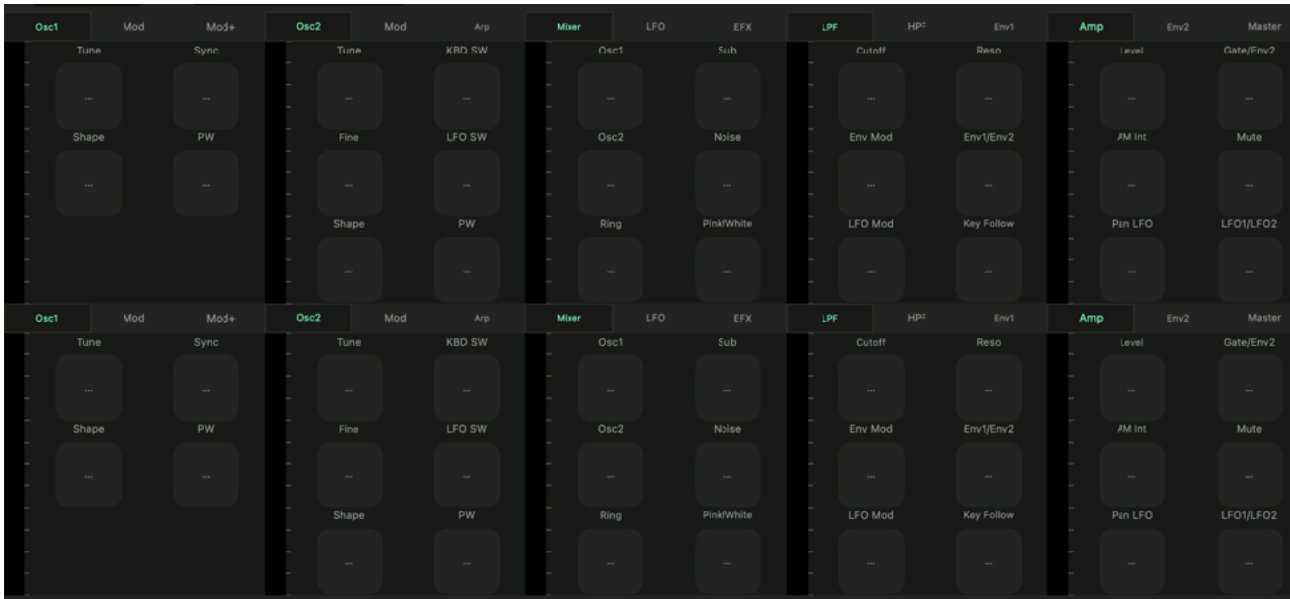 Osc1 Mod Mod+ Osc2 Mod Arp Mixer LFO EFX LPF HPF Env1 Amp Env2 Master
Tune Sync Tune KBD SW Osc1 Sub Cutoff Reso Level Gate/Env2
... ... ... ... ... ... ... ... ... ...
Shape PW Fine LFO SW Osc2 Noise Env Mod Env1/Env2 AM Int Mute
... ... ... ... ... ... ... ... ... ...
Shape PW Ring Pink/White LFO Mod Key Follow Pan LFO LFO1/LFO2
... ... ... ... ... ... ... ...
Osc1 Mod Mod+ Osc2 Mod Arp Mixer LFO EFX LPF HPF Env1 Amp Env2 Master
Tune Sync Tune KBD SW Osc1 Sub Cutoff Reso Level Gate/Env2
... ... ... ... ... ... ... ... ... ...
Shape PW Fine LFO SW Osc2 Noise Env Mod Env1/Env2 AM Int Mute
... ... ... ... ... ... ... ... ... ...
Shape PW Ring Pink/White LFO Mod Key Follow Pan LFO LFO1/LFO2
... ... ... ... ... ... ... ...